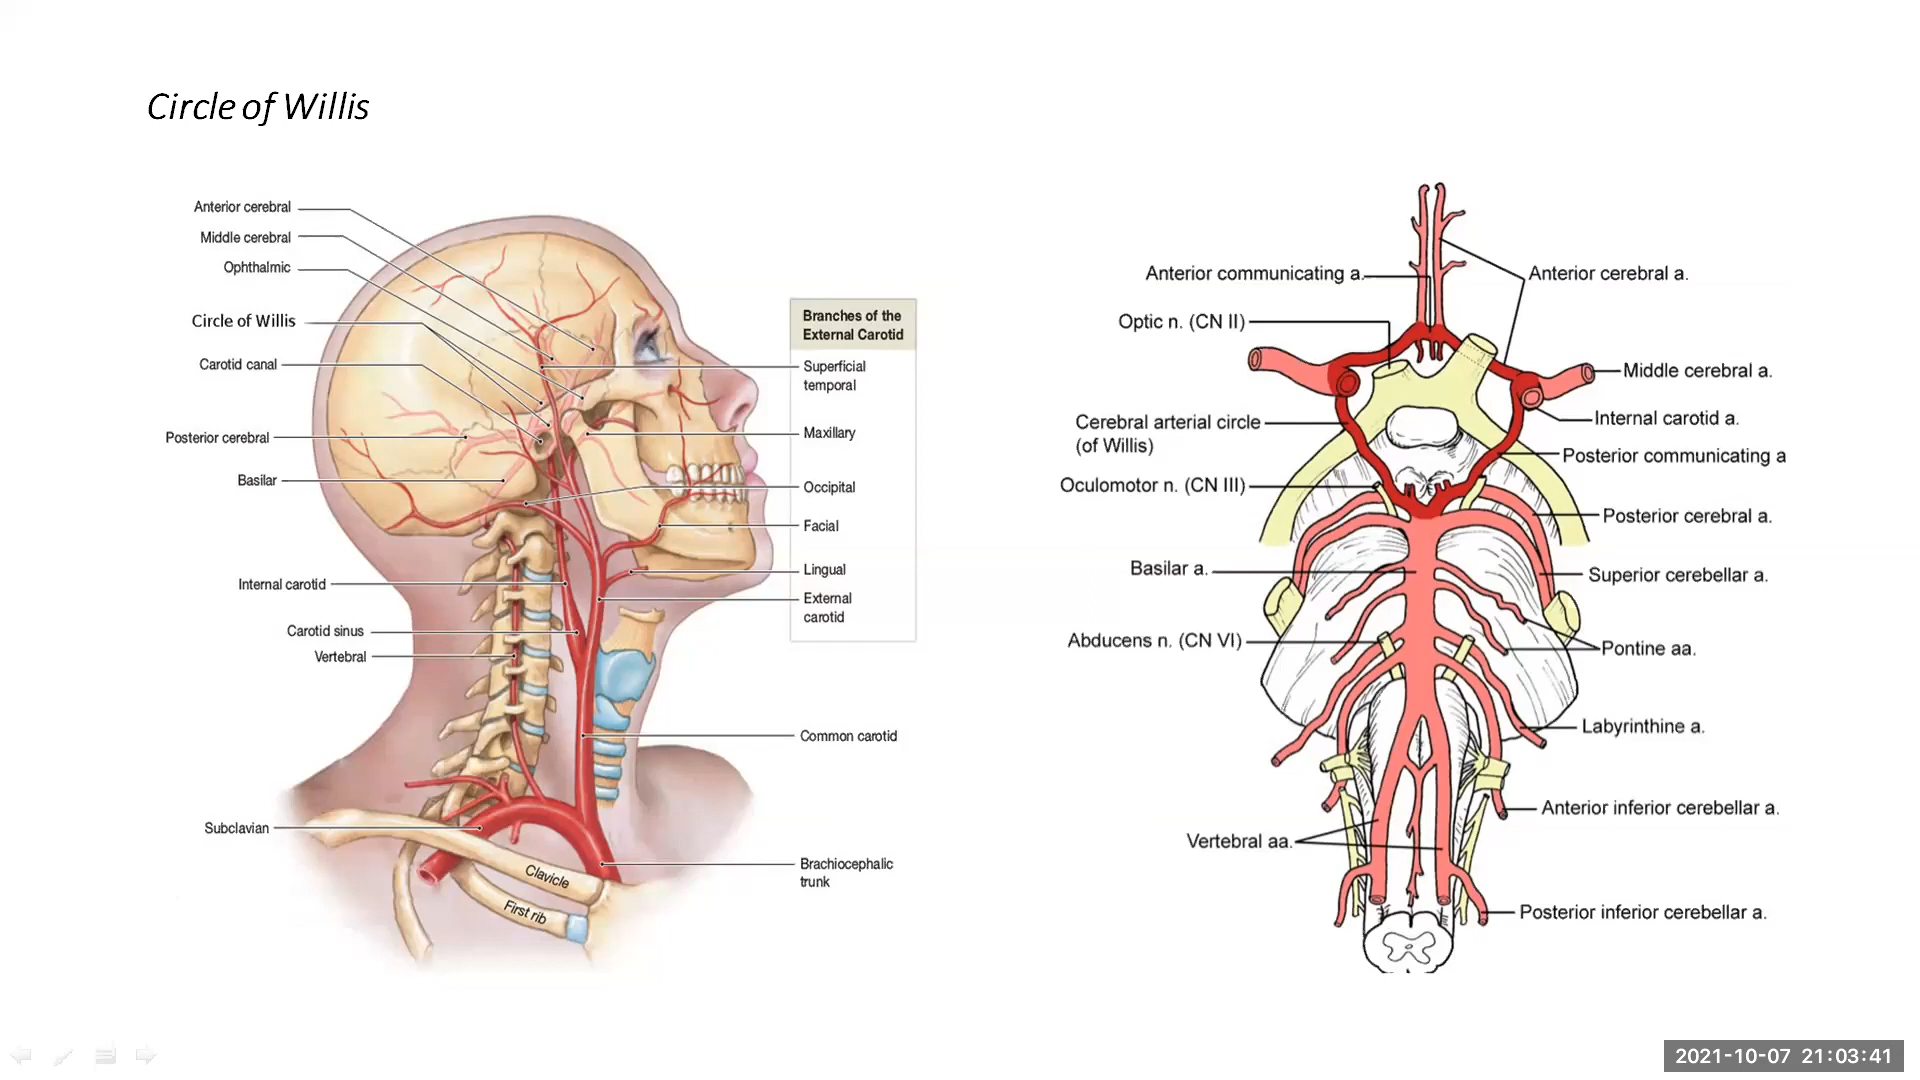 Circle of Willis
Anterior cerebral
Middle cerebral
Ophthalmic
Circle of Willis
Carotid canal
Posterior cerebral
Basilar
Internal carotid
Carotid sinus
Vertebral
Subclavian
Clavicle
First rib
Branches of the
External Carotid
Superficial
temporal
Maxillary
Occipital
Facial
Lingual
External
carotid
Common carotid
Brachiocephalic
trunk
Anterior communicating a.
Optic n. (CN II)
Cerebral arterial circle
(of Willis)
Oculomotor n. (CN III)
Basilar a.
Abducens n. (CN VI)
Vertebral aa.
Anterior cerebral a.
Middle cerebral a.
Internal carotid a.
Posterior communicating a
Posterior cerebral a.
Superior cerebellar a.
Pontine aa.
Labyrinthine a.
Anterior inferior cerebellar a.
Posterior inferior cerebellar a.
2021-10-07 21:03:41